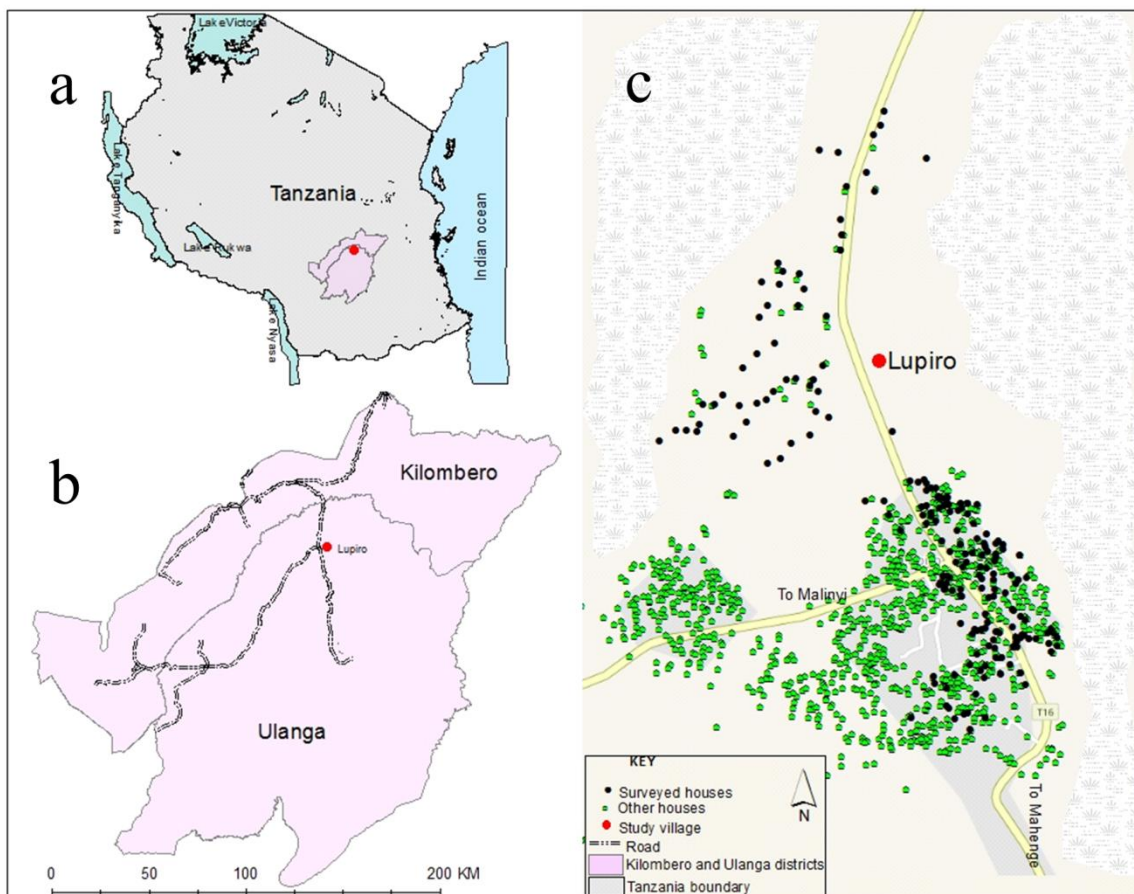 a
Lake Victoria
Lake Tanganyika
Tanzania
Lake Rukwa
Indian ocean
Lake Nyasa
b
Kilombero
Lupiro
Ulanga
0 50 100 200 KM
c
Lupiro
To Malinyi
T16
To Mahenge
KEY
Surveyed houses
Other houses
Study village
Road
Kilombero and Ulanga districts
Tanzania boundary
N